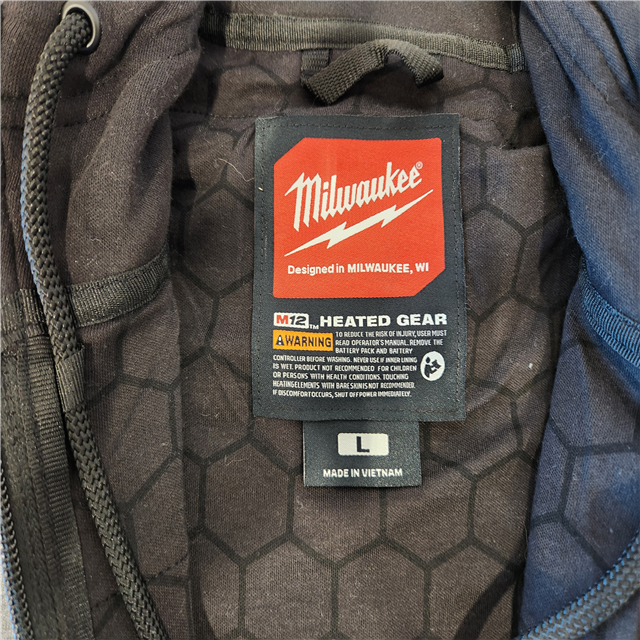 Milwaukee®
Designed in MILWAUKEE, WI
M12™ HEATED GEAR
WARNING TO REDUCE THE RISK OF INJURY, USER MUST
READ OPERATOR'S MANUAL. REMOVE THE
BATTERY PACK AND BATTERY
CONTROLLER BEFORE WASHING. NEVER USE IF INNER LINING
IS WET. PRODUCT NOT RECOMMENDED FOR CHILDREN
OR PERSONS WITH HEALTH CONDITIONS. TOUCHING
HEATING ELEMENTS WITH BARE SKIN IS NOT RECOMMENDED.
IF DISCOMFORT OCCURS, SHUT OFF POWER IMMEDIATELY.
L
MADE IN VIETNAM